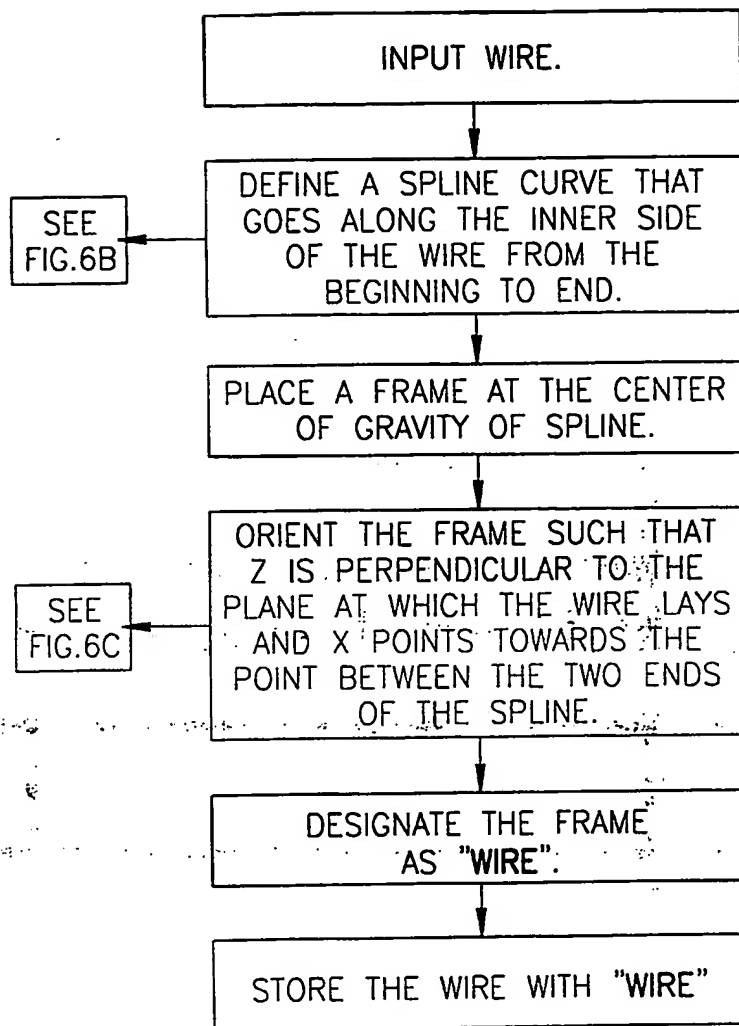 INPUT WIRE.
DEFINE A SPLINE CURVE THAT
GOES ALONG THE INNER SIDE
OF THE WIRE FROM THE
BEGINNING TO END.
SEE
FIG.6B
PLACE A FRAME AT THE CENTER
OF GRAVITY OF SPLINE.
ORIENT THE FRAME SUCH THAT
Z IS PERPENDICULAR TO THE
PLANE AT WHICH THE WIRE LAYS
AND X POINTS TOWARDS THE
POINT BETWEEN THE TWO ENDS
OF THE SPLINE.
SEE
FIG.6C
DESIGNATE THE FRAME
AS "WIRE".
STORE THE WIRE WITH "WIRE"